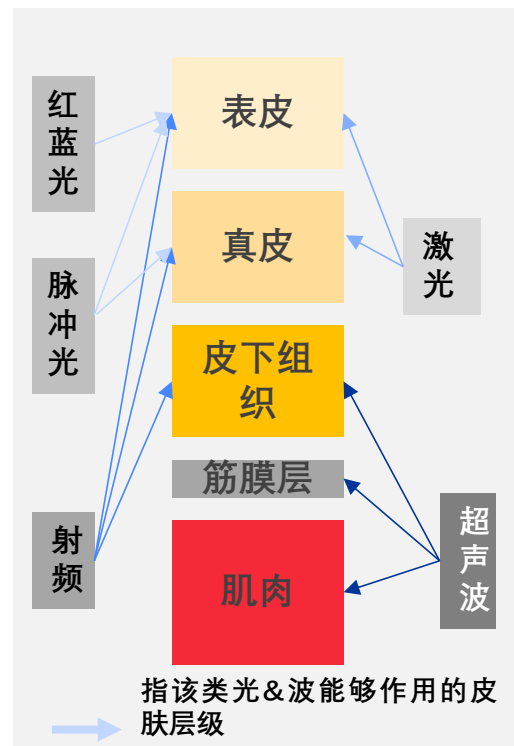 红
蓝
光
表皮
脉
冲
光
真皮
激
光
皮下组
织
筋膜层
射
频
肌肉
超
声
波
指该类光&波能够作用的皮
肤层级